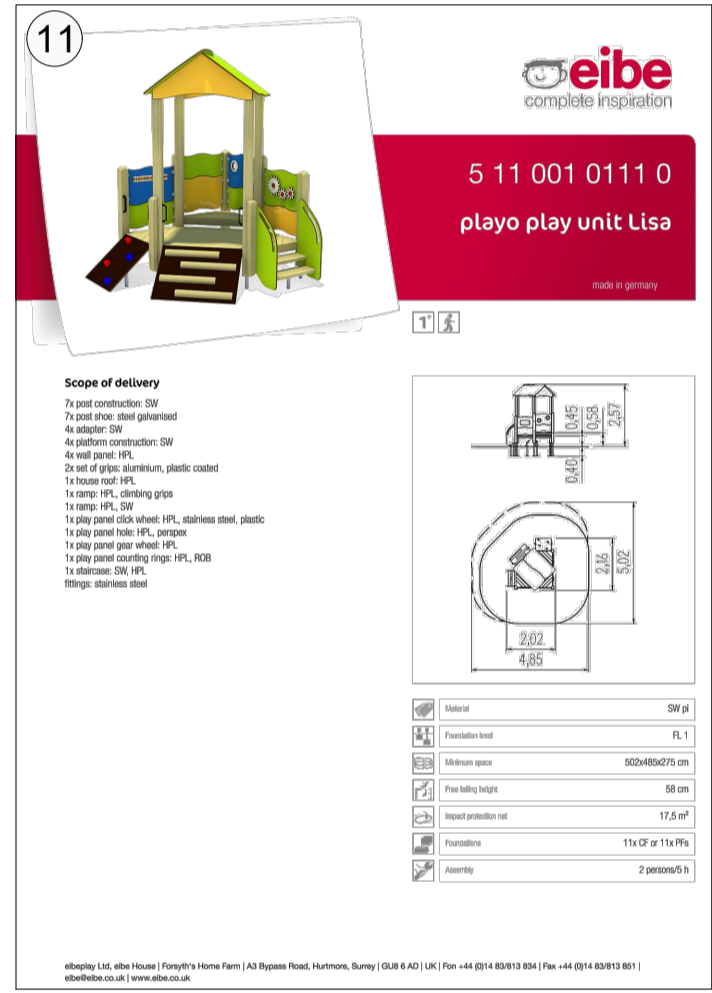 11
eibe
complete inspiration
5 11 001 0111 0
playo play unit Lisa
made in germany
1+
Scope of delivery
7x post construction: SW
7x post shoe: steel galvanised
4x adapter: SW
4x platform construction: SW
4x wall panel: HPL
2x set of grips: aluminium, plastic coated
1x house roof: HPL
1x ramp: HPL, climbing grips
1x ramp: HPL, SW
1x play panel click wheel: HPL, stainless steel, plastic
1x play panel hole: HPL, perspex
1x play panel gear wheel: HPL
1x play panel counting rings: HPL, ROB
1x staircase: SW, HPL
fittings: stainless steel
0,45
0,58
2,57
0,40
2,16
5,02
2,02
4,85
Material SW pi
Foundation level FL 1
Minimum space 502x485x275 cm
Free falling height 58 cm
Impact protection net 17,5 m²
Foundations 11x CF or 11x PFs
Assembly 2 persons/5 h
eibeplay Ltd, eibe House | Forsyth's Home Farm | A3 Bypass Road, Hurtmore, Surrey | GU8 6 AD | UK | Fon +44 (0)14 83/813 834 | Fax +44 (0)14 83/813 851 |
eibe@eibe.co.uk | www.eibe.co.uk